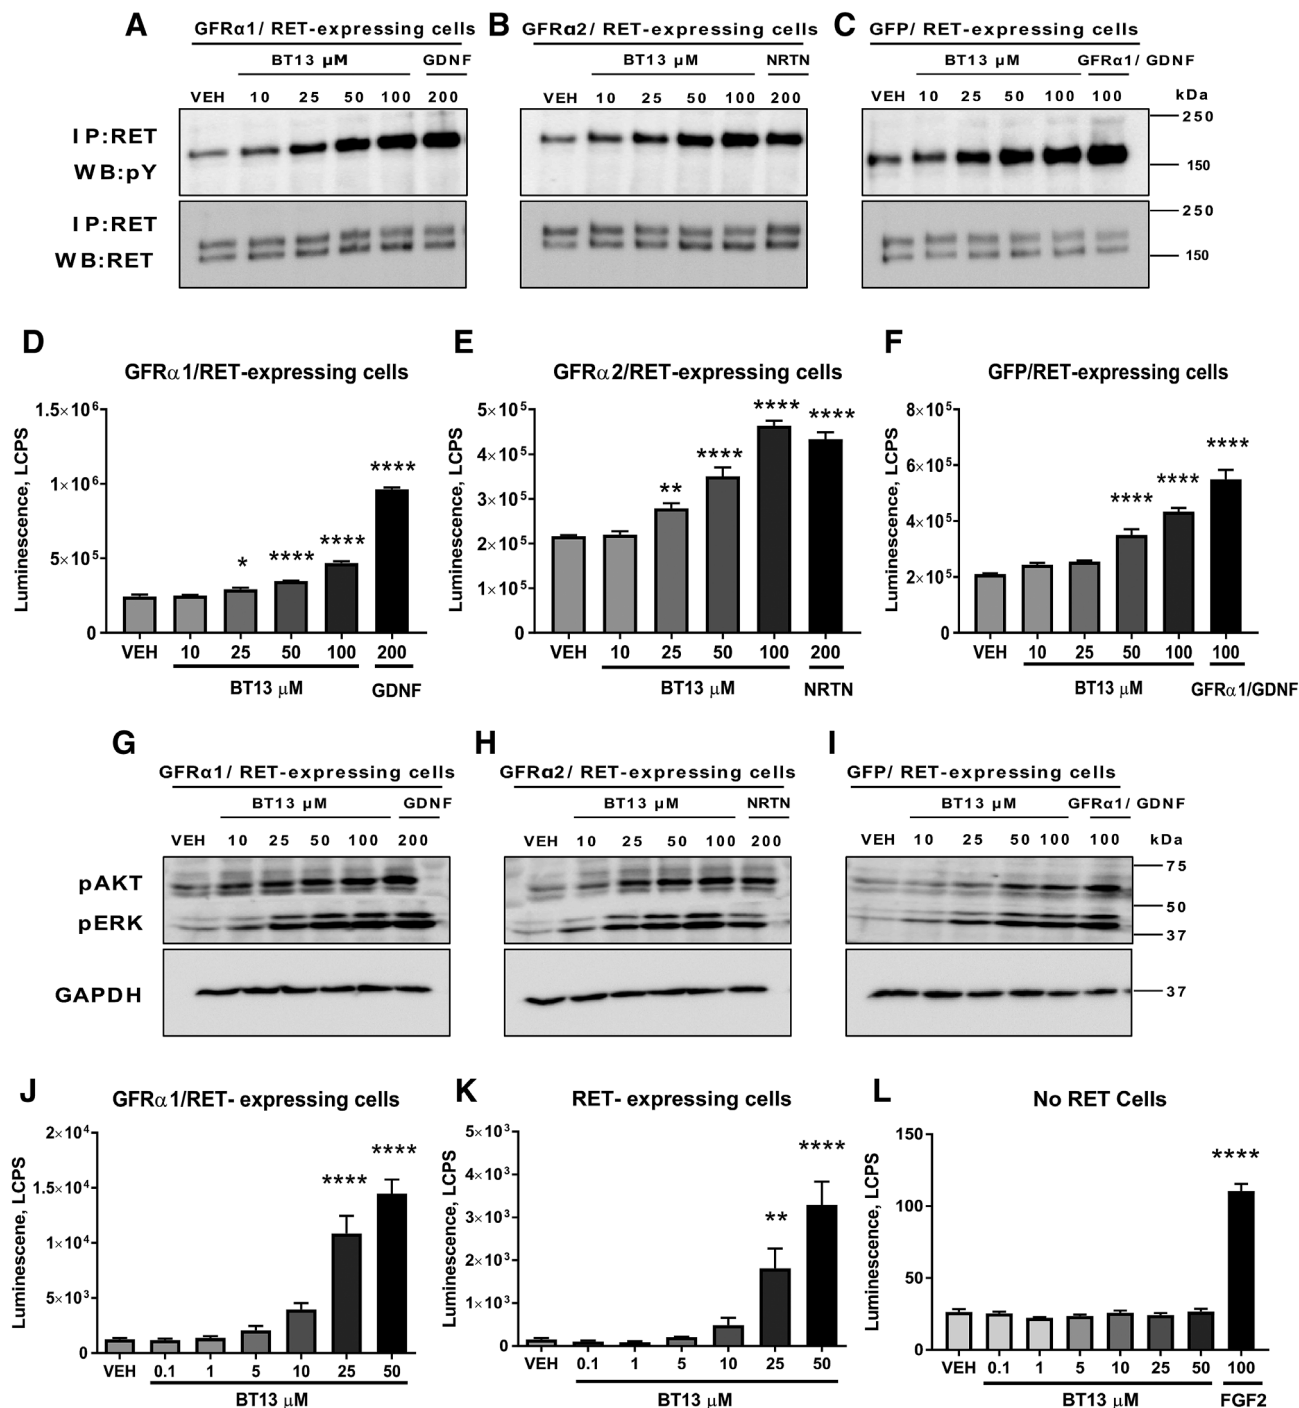 A B C
GFRα1/ RET-expressing cells GFRα2/ RET-expressing cells GFP/ RET-expressing cells
BT13 µM GDNF BT13 µM NRTN BT13 µM GFRα1/ GDNF
VEH 10 25 50 100 200 VEH 10 25 50 100 200 VEH 10 25 50 100 100 kDa
IP:RET
WB:pY
250
150
IP:RET
WB:RET
250
150
D E F
GFRα1/RET-expressing cells GFRα2/RET-expressing cells GFP/RET-expressing cells
Luminescence, LCPS
1.5×10⁶
1×10⁶
5×10⁵
0
* **** **** ****
VEH 10 25 50 100 200
BT13 µM GDNF
Luminescence, LCPS
5×10⁵
4×10⁵
3×10⁵
2×10⁵
1×10⁵
0
** **** **** ****
VEH 10 25 50 100 200
BT13 µM NRTN
Luminescence, LCPS
8×10⁵
6×10⁵
4×10⁵
2×10⁵
0
**** **** ****
VEH 10 25 50 100 100
BT13 µM GFRα1/GDNF
G H I
GFRα1/ RET-expressing cells GFRα2/ RET-expressing cells GFP/ RET-expressing cells
BT13 µM GDNF BT13 µM NRTN BT13 µM GFRα1/ GDNF
VEH 10 25 50 100 200 VEH 10 25 50 100 200 VEH 10 25 50 100 100 kDa
pAKT
pERK
75
50
37
GAPDH
37
J K L
GFRα1/RET- expressing cells RET- expressing cells No RET Cells
Luminescene, LCPS
2×10⁴
1.5×10⁴
1×10⁴
5×10³
0
**** ****
VEH 0.1 1 5 10 25 50
BT13 µM
Luminescence, LCPS
5×10³
4×10³
3×10³
2×10³
1×10³
0
** ****
VEH 0.1 1 5 10 25 50
BT13 µM
Luminescence, LCPS
150
100
50
0
****
VEH 0.1 1 5 10 25 50 100
BT13 µM FGF2